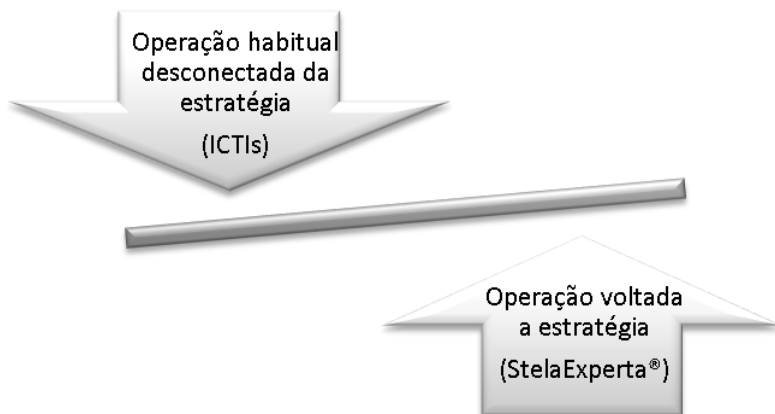 Operação habitual
desconectada da
estratégia
(ICTIs)
Operação voltada
a estratégia
(StelaExperta®)